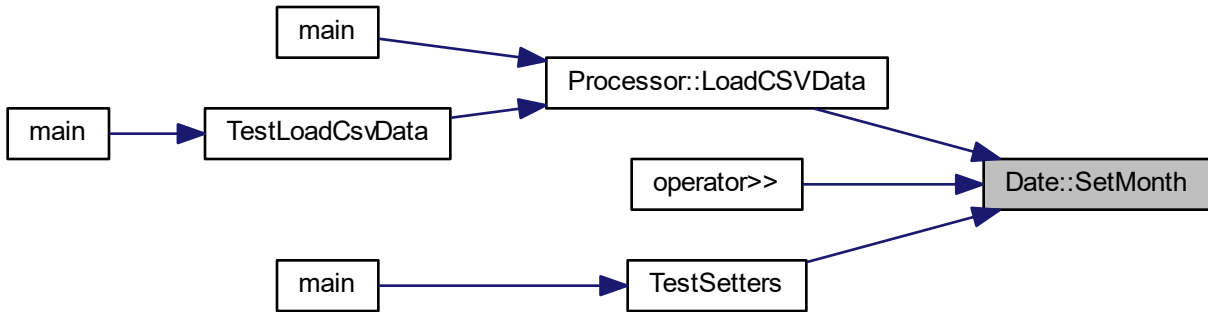 main
Processor::LoadCSVData
main
TestLoadCsvData
operator>>
Date::SetMonth
main
TestSetters